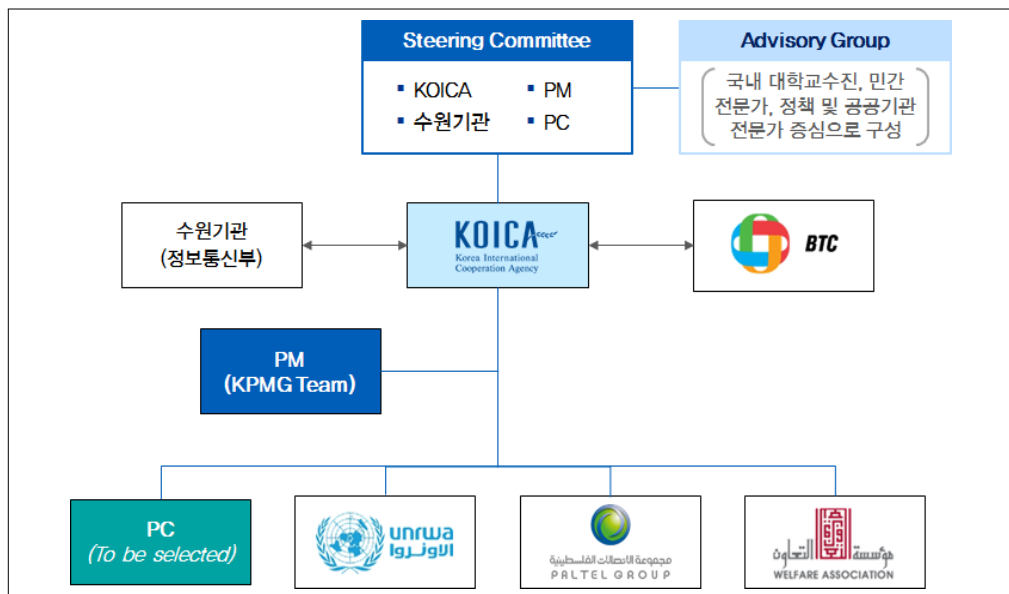 Steering Committee
▪ KOICA ▪ PM
▪ 수원기관 ▪ PC
Advisory Group
국내 대학교수진, 민간
전문가, 정책 및 공공기관
전문가 중심으로 구성
수원기관
(정보통신부)
KOICA
Korea International
Cooperation Agency
BTC
PM
(KPMG Team)
PC
(To be selected)
unrwa
الاونروا
مجموعة الاتصالات الفلسطينية
PALTEL GROUP
مؤسسة التعاون
WELFARE ASSOCIATION